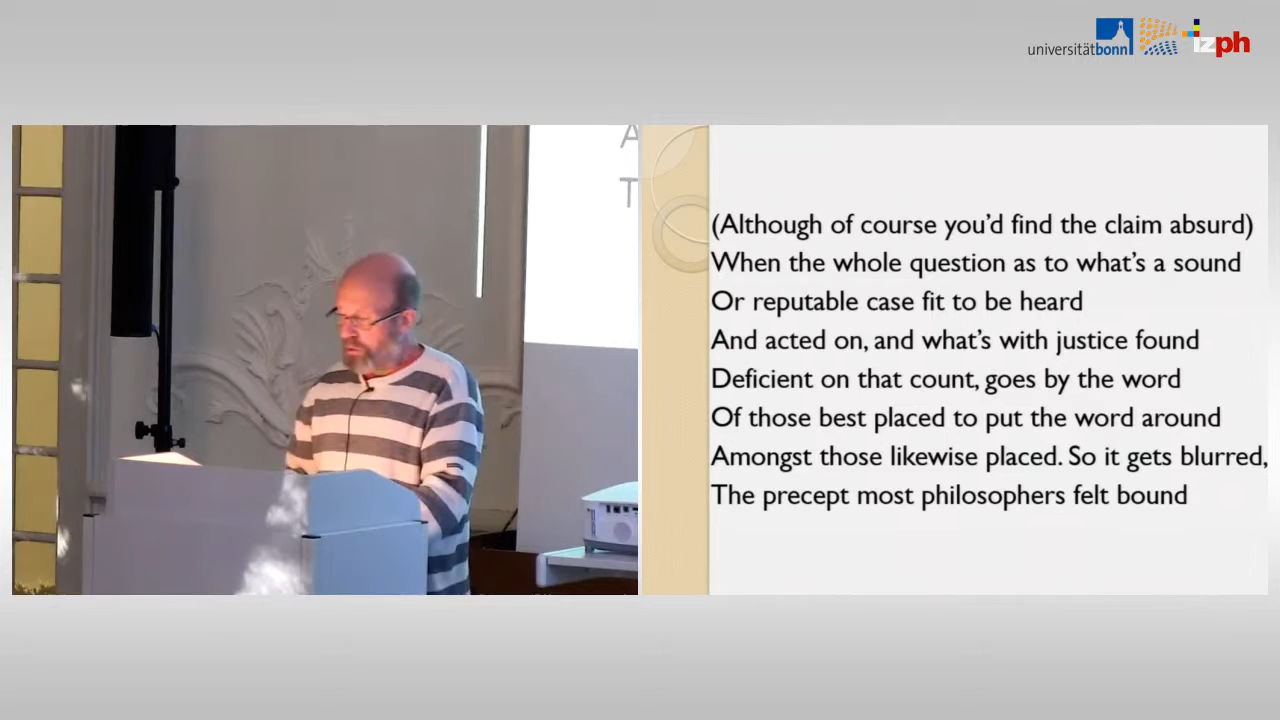 universitätbonn
izph
A
T
(Although of course you'd find the claim absurd)
When the whole question as to what's a sound
Or reputable case fit to be heard
And acted on, and what's with justice found
Deficient on that count, goes by the word
Of those best placed to put the word around
Amongst those likewise placed. So it gets blurred,
The precept most philosophers felt bound